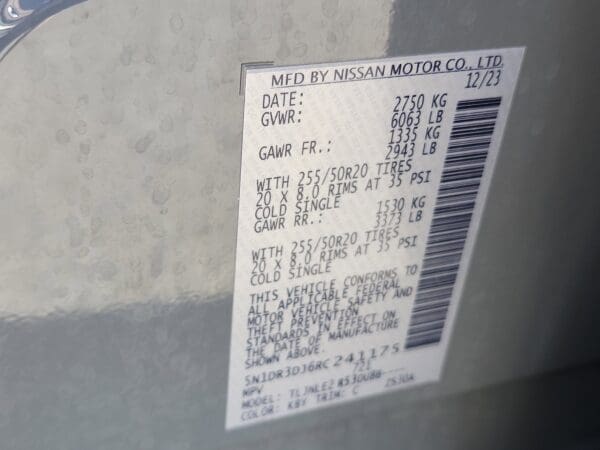 MFD BY NISSAN MOTOR CO., LTD.
DATE: 12/23
GVWR: 2750 KG
6063 LB
GAWR FR.: 1335 KG
2943 LB
WITH 255/50R20 TIRES
20 X 8.0 RIMS AT 35 PSI
COLD SINGLE
GAWR RR.: 1530 KG
3373 LB
WITH 255/50R20 TIRES
20 X 8.0 RIMS AT 35 PSI
COLD SINGLE
THIS VEHICLE CONFORMS TO
ALL APPLICABLE FEDERAL
MOTOR VEHICLE SAFETY AND
THEFT PREVENTION
STANDARDS IN EFFECT ON
THE DATE OF MANUFACTURE
SHOWN ABOVE.
5N1DR3DJ6RC241175
MPV /21
MODEL: TLJNLE2
COLOR: KBY TRIM: C